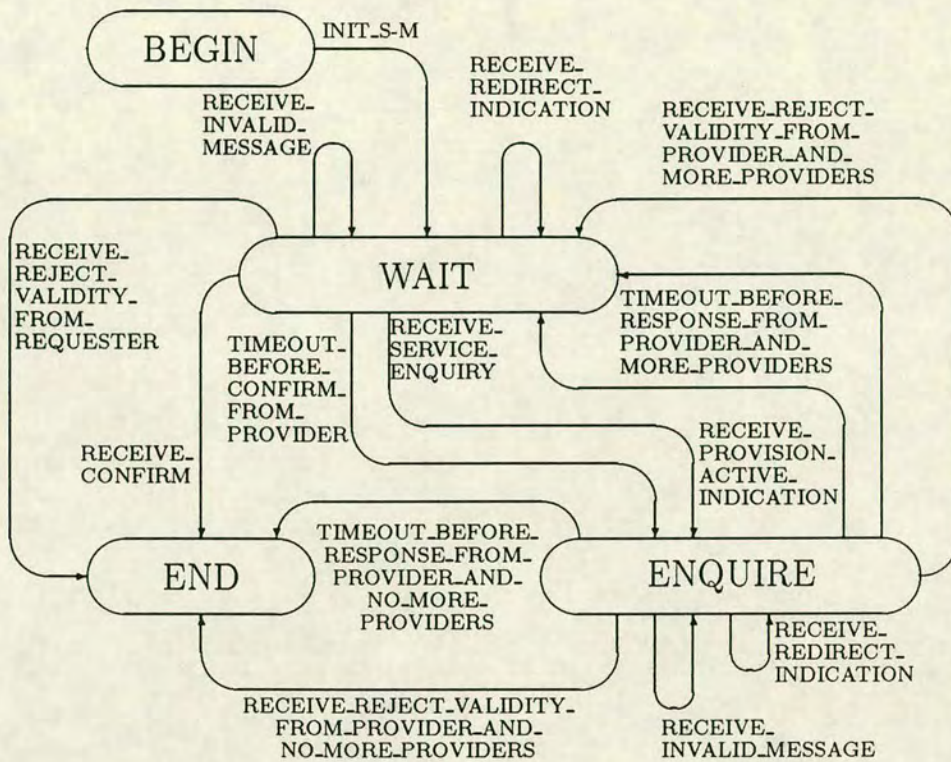 BEGIN
INIT_S-M
RECEIVE_
INVALID_
MESSAGE
RECEIVE_
REDIRECT_
INDICATION
RECEIVE_REJECT_
VALIDITY_FROM_
PROVIDER_AND_
MORE_PROVIDERS
RECEIVE_
REJECT_
VALIDITY_
FROM_
REQUESTER
WAIT
TIMEOUT_BEFORE_
RESPONSE_FROM_
PROVIDER_AND_
MORE_PROVIDERS
TIMEOUT_
BEFORE_
CONFIRM_
FROM_
PROVIDER
RECEIVE_
SERVICE_
ENQUIRY
RECEIVE_
CONFIRM
RECEIVE_
PROVISION_
ACTIVE_
INDICATION
END
TIMEOUT_BEFORE_
RESPONSE_FROM_
PROVIDER_AND_
NO_MORE_
PROVIDERS
ENQUIRE
RECEIVE_
REDIRECT_
INDICATION
RECEIVE_REJECT_VALIDITY_
FROM_PROVIDER_AND_
NO_MORE_PROVIDERS
RECEIVE_
INVALID_MESSAGE